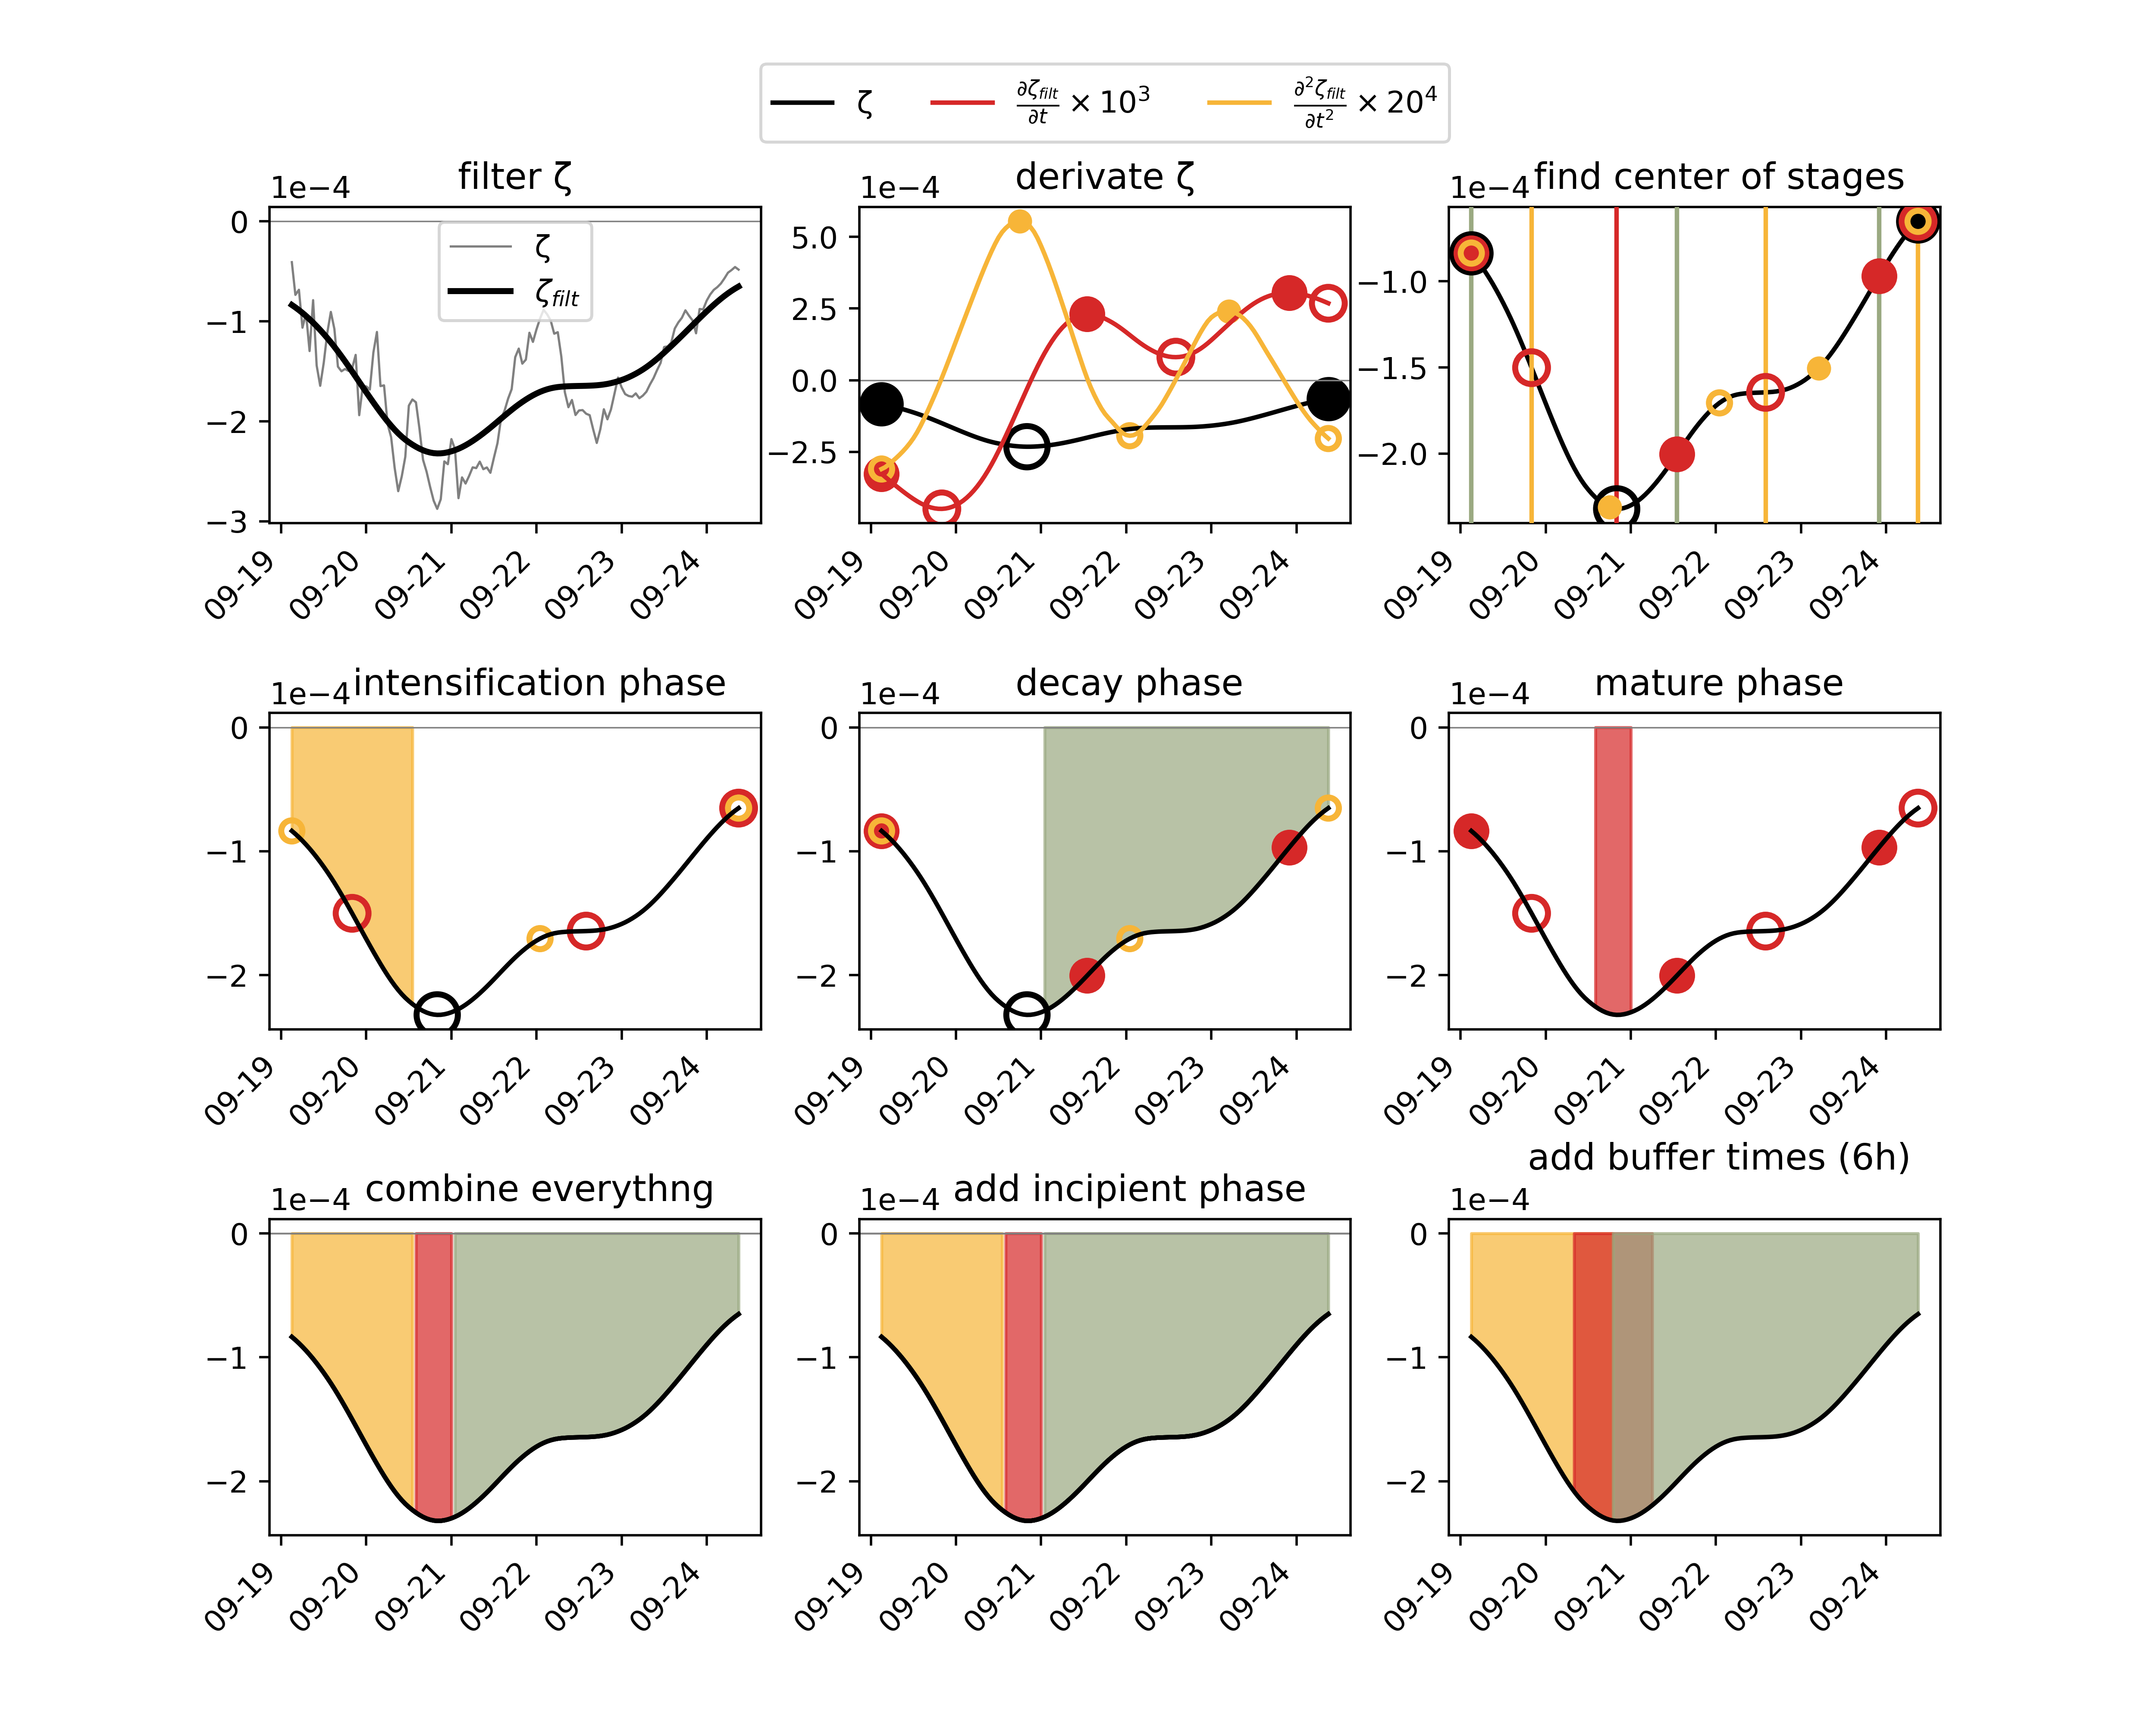 ζ ∂ζ_filt/∂t × 10³ ∂²ζ_filt/∂t² × 20⁴
filter ζ
1e−4
0
−1
−2
−3
ζ
ζ_filt
09-19 09-20 09-21 09-22 09-23 09-24
derivate ζ
1e−4
5.0
2.5
0.0
−2.5
09-19 09-20 09-21 09-22 09-23 09-24
find center of stages
1e−4
−1.0
−1.5
−2.0
09-19 09-20 09-21 09-22 09-23 09-24
intensification phase
1e−4
0
−1
−2
09-19 09-20 09-21 09-22 09-23 09-24
decay phase
1e−4
0
−1
−2
09-19 09-20 09-21 09-22 09-23 09-24
mature phase
1e−4
0
−1
−2
09-19 09-20 09-21 09-22 09-23 09-24
combine everythng
1e−4
0
−1
−2
09-19 09-20 09-21 09-22 09-23 09-24
add incipient phase
1e−4
0
−1
−2
09-19 09-20 09-21 09-22 09-23 09-24
add buffer times (6h)
1e−4
0
−1
−2
09-19 09-20 09-21 09-22 09-23 09-24